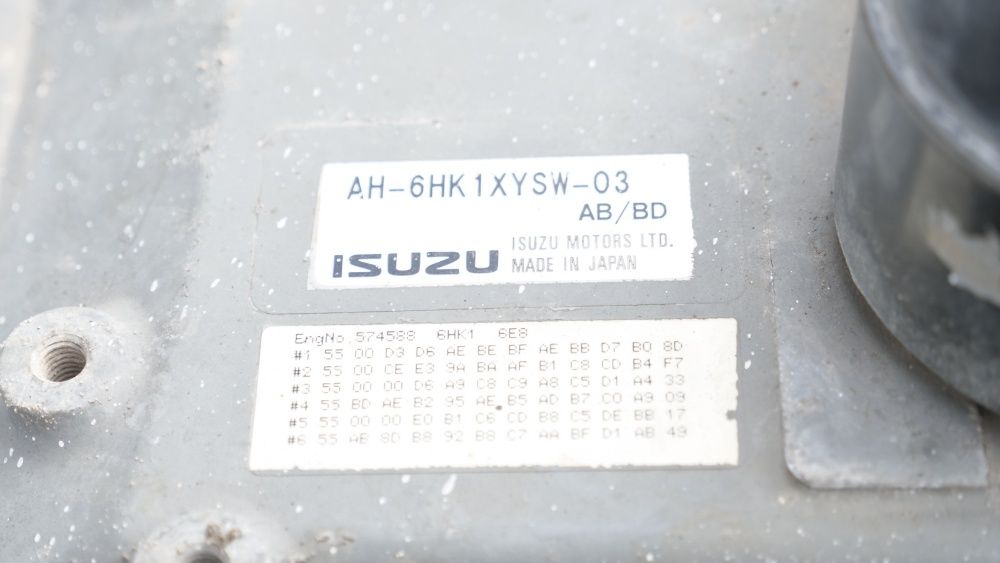 AH-6HK1XYSW-03
AB/BD
ISUZU
ISUZU MOTORS LTD.
MADE IN JAPAN
EngNo.574588 6HK1 6E8
#1 55 00 D3 D6 AE BE BF AE BB D7 B0 8D
#2 55 00 CE E3 9A BA AF B1 C8 CD B4 F7
#3 55 00 00 D6 A9 C8 C9 A8 C5 D1 A4 33
#4 55 BD AE B2 95 AE B5 AD B7 C0 A9 09
#5 55 00 00 E0 B1 C6 CD B8 C5 DE BB 17
#6 55 AB 8D B8 92 B8 C7 AA BF D1 AB 49